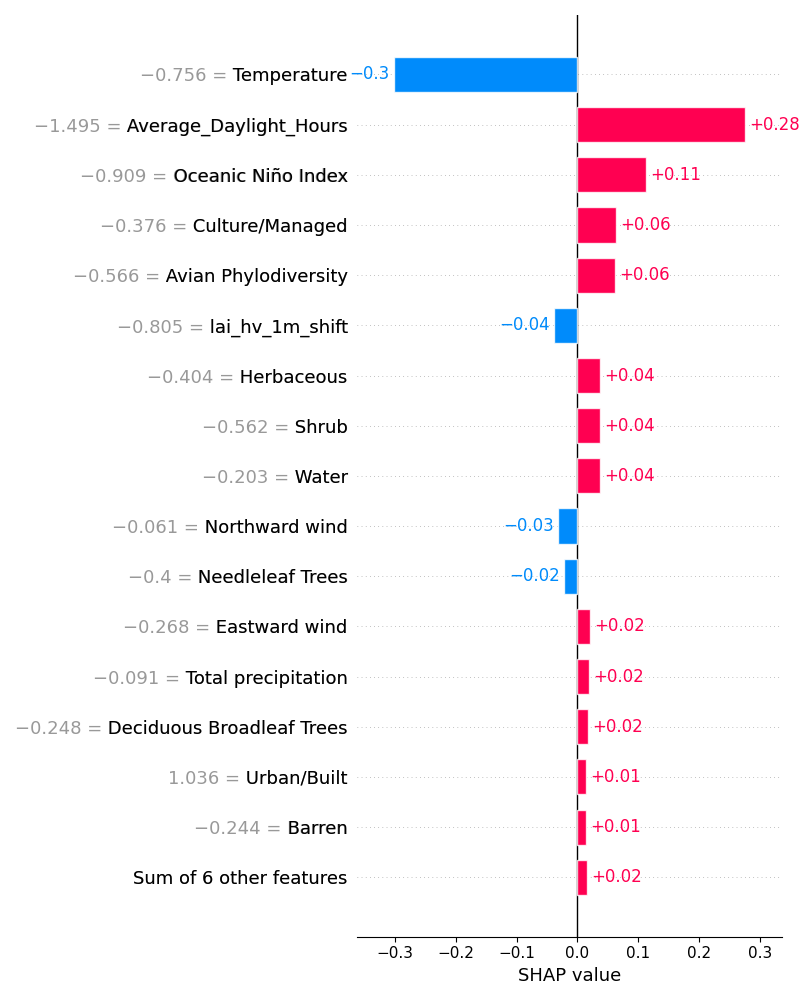 −0.756 = Temperature −0.3
−1.495 = Average_Daylight_Hours +0.28
−0.909 = Oceanic Niño Index +0.11
−0.376 = Culture/Managed +0.06
−0.566 = Avian Phylodiversity +0.06
−0.805 = lai_hv_1m_shift −0.04
−0.404 = Herbaceous +0.04
−0.562 = Shrub +0.04
−0.203 = Water +0.04
−0.061 = Northward wind −0.03
−0.4 = Needleleaf Trees −0.02
−0.268 = Eastward wind +0.02
−0.091 = Total precipitation +0.02
−0.248 = Deciduous Broadleaf Trees +0.02
1.036 = Urban/Built +0.01
−0.244 = Barren +0.01
Sum of 6 other features +0.02
−0.3 −0.2 −0.1 0.0 0.1 0.2 0.3
SHAP value